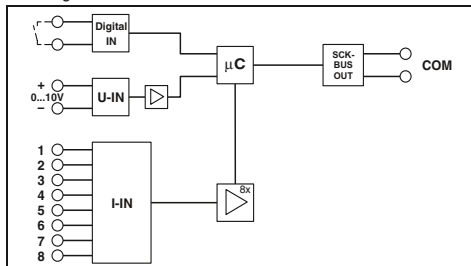 Digital
IN
+
0...10V
−
U-IN
µC
SCK-
BUS
OUT
COM
1
2
3
4
5
6
7
8
I-IN
8x